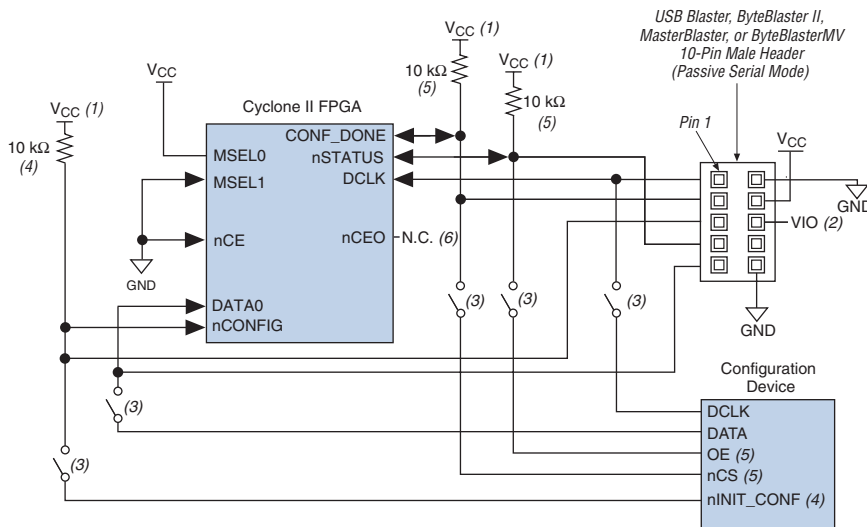 USB Blaster, ByteBlaster II,
MasterBlaster, or ByteBlasterMV
10-Pin Male Header
(Passive Serial Mode)
VCC (1)
10 kΩ
(5)
VCC (1)
10 kΩ
(5)
VCC
VCC (1)
10 kΩ
(4)
Cyclone II FPGA
CONF_DONE
nSTATUS
DCLK
MSEL0
MSEL1
nCE
nCEO
N.C. (6)
GND
DATA0
nCONFIG
Pin 1
VCC
GND
VIO (2)
GND
(3)
(3)
(3)
(3)
(3)
Configuration
Device
DCLK
DATA
OE (5)
nCS (5)
nINIT_CONF (4)